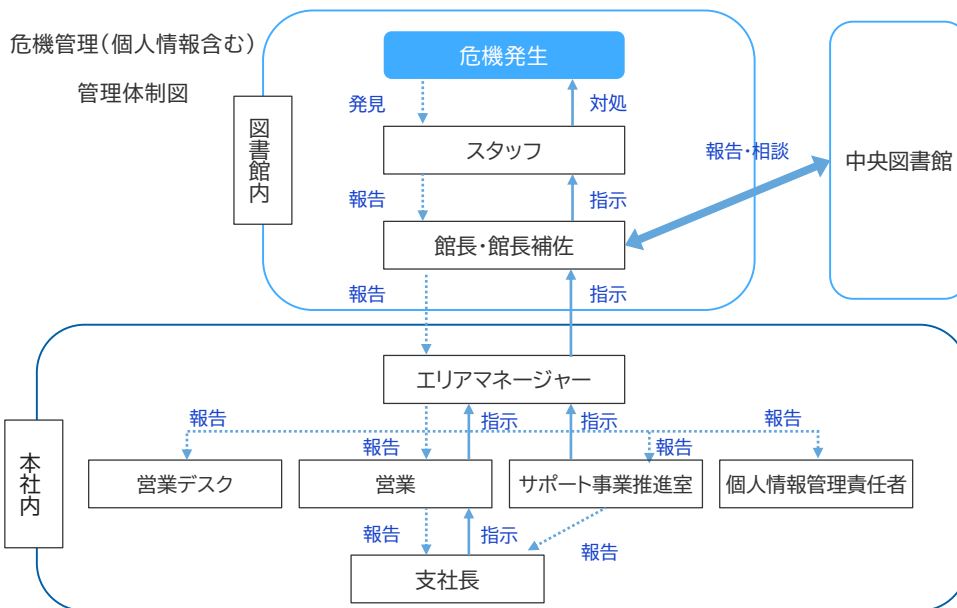 危機管理（個人情報含む）
管理体制図
図書館内
危機発生
発見
対処
スタッフ
報告・相談
中央図書館
報告
指示
館長・館長補佐
報告
指示
本社内
エリアマネージャー
報告
報告
指示
指示
報告
報告
営業デスク
営業
サポート事業推進室
個人情報管理責任者
報告
指示
報告
支社長